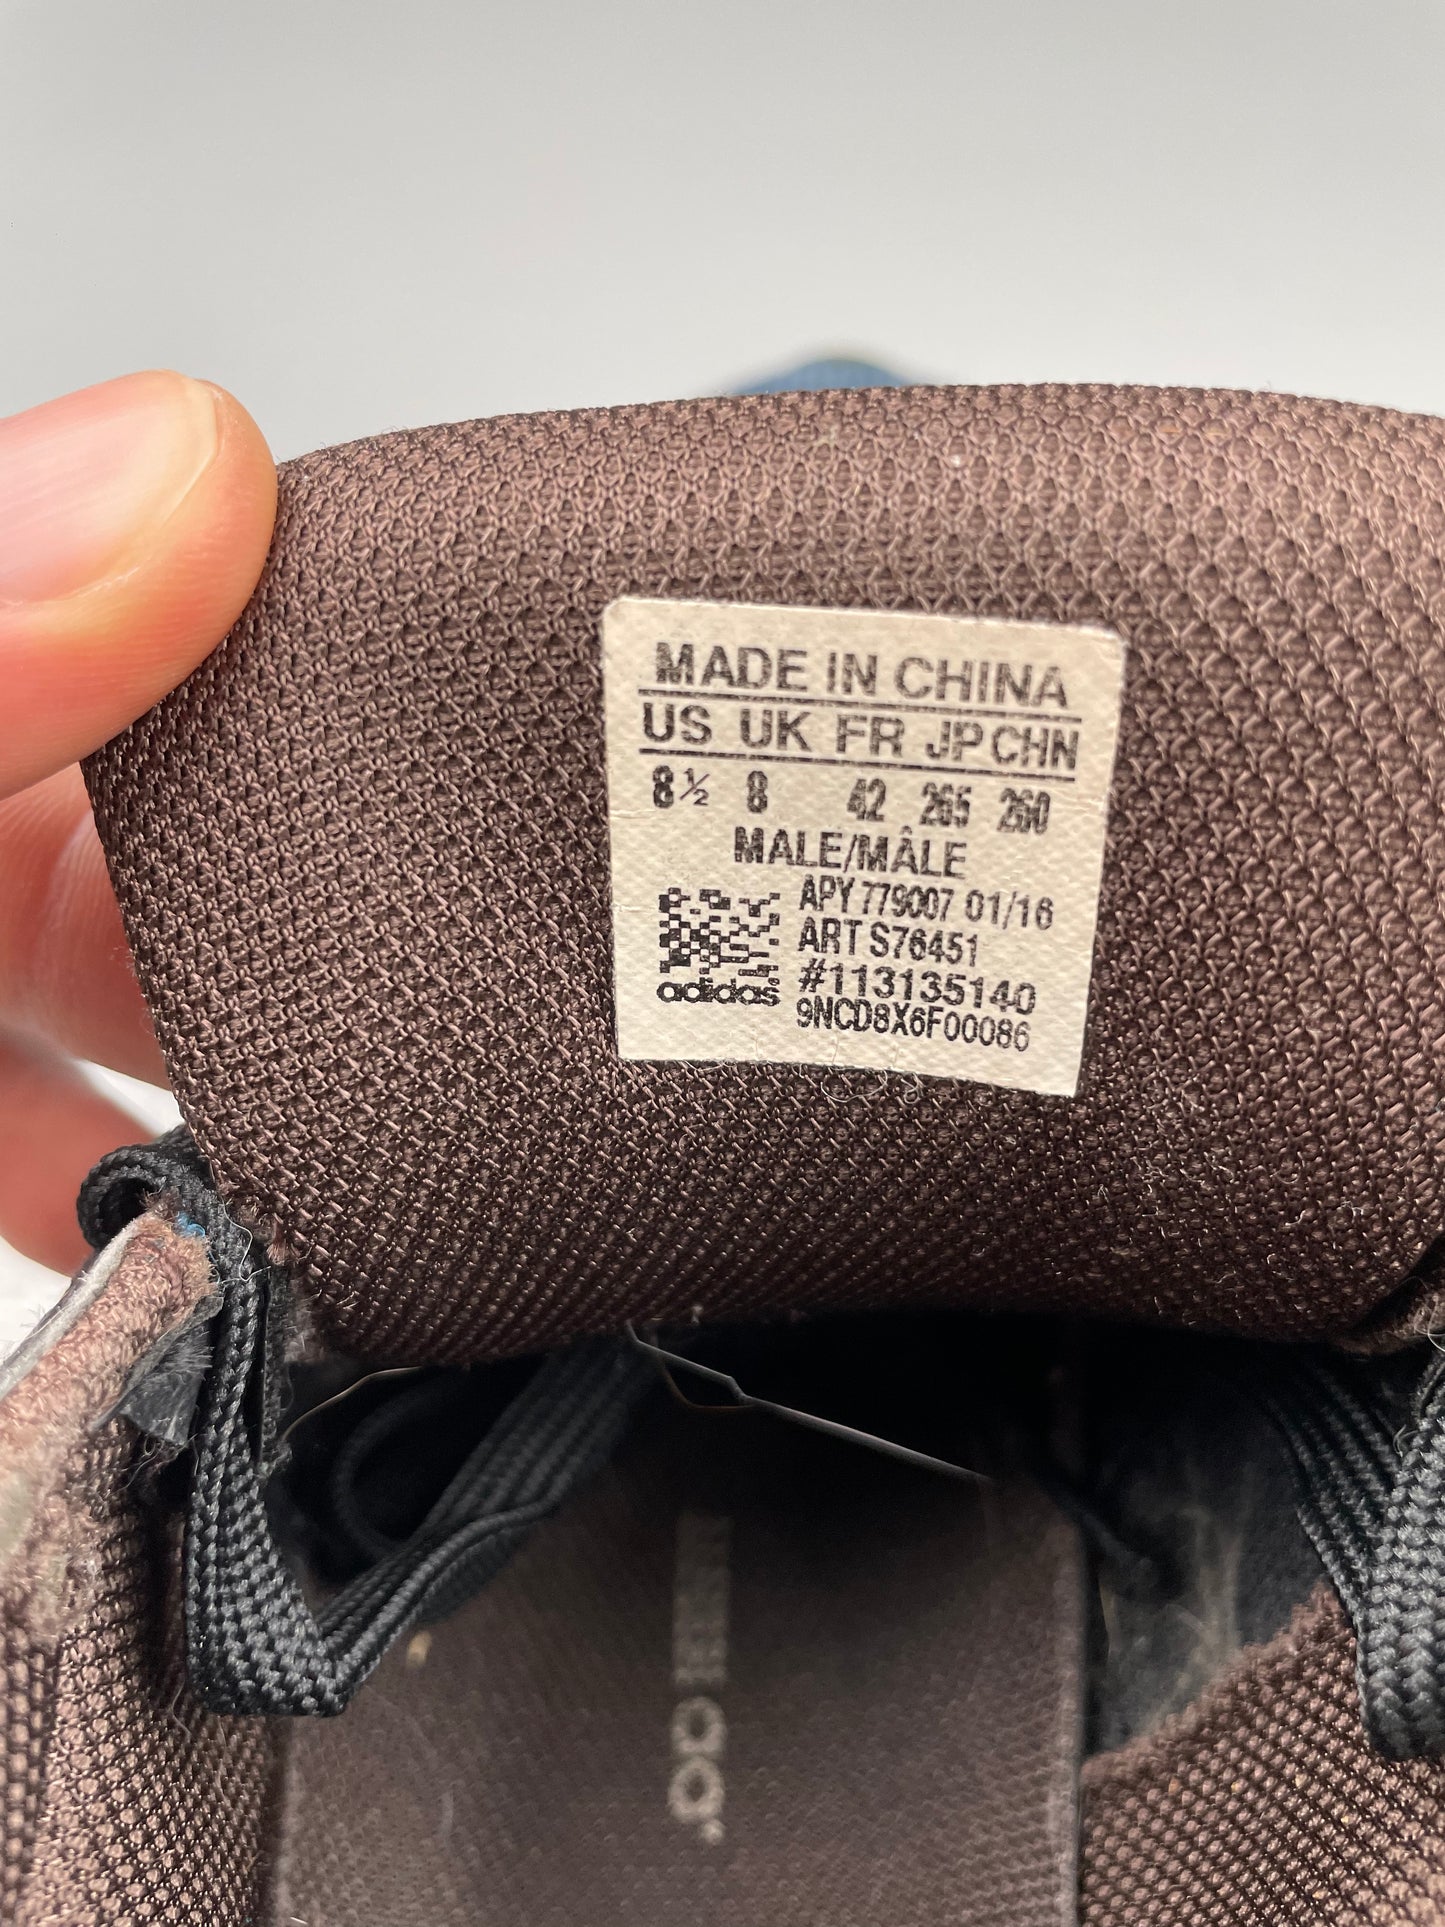 MADE IN CHINA
US UK FR JP CHN
8½ 8 42 265 260
MALE/MÂLE
APY 779007 01/16
ART S76451
#113135140
adidas 9NCD8X6F00086